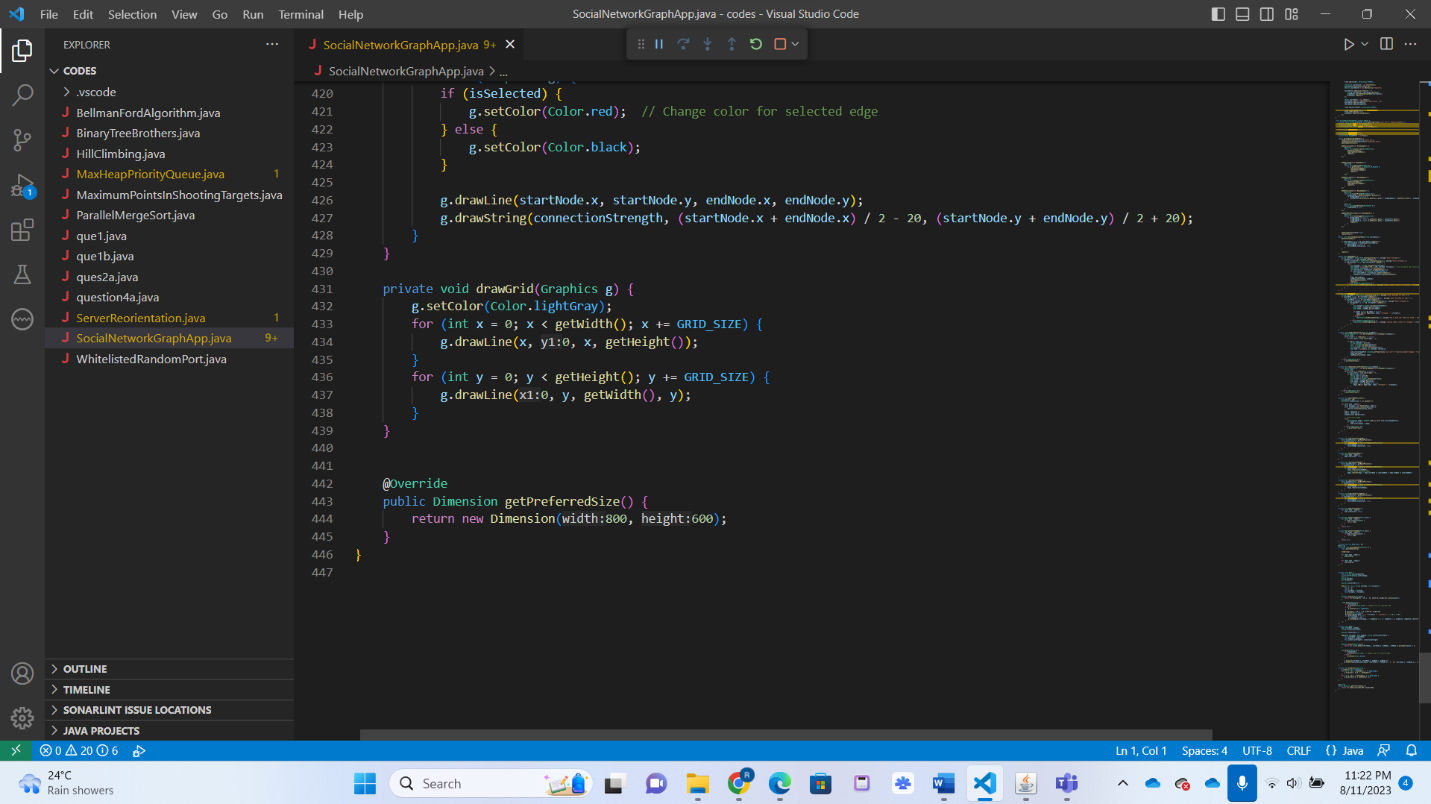 File Edit Selection View Go Run Terminal Help
SocialNetworkGraphApp.java - codes - Visual Studio Code
EXPLORER
CODES
.vscode
BellmanFordAlgorithm.java
BinaryTreeBrothers.java
HillClimbing.java
MaxHeapPriorityQueue.java 1
MaximumPointsInShootingTargets.java
ParallelMergeSort.java
que1.java
que1b.java
ques2a.java
question4a.java
ServerReorientation.java 1
SocialNetworkGraphApp.java 9+
WhitelistedRandomPort.java
OUTLINE
TIMELINE
SONARLINT ISSUE LOCATIONS
JAVA PROJECTS
1
SocialNetworkGraphApp.java 9+
SocialNetworkGraphApp.java > ...
420 if (isSelected) {
421 g.setColor(Color.red);  // Change color for selected edge
422 } else {
423 g.setColor(Color.black);
424 }
425
426 g.drawLine(startNode.x, startNode.y, endNode.x, endNode.y);
427 g.drawString(connectionStrength, (startNode.x + endNode.x) / 2 - 20, (startNode.y + endNode.y) / 2 + 20);
428 }
429 }
430
431 private void drawGrid(Graphics g) {
432 g.setColor(Color.lightGray);
433 for (int x = 0; x < getWidth(); x += GRID_SIZE) {
434 g.drawLine(x, y1:0, x, getHeight());
435 }
436 for (int y = 0; y < getHeight(); y += GRID_SIZE) {
437 g.drawLine(x1:0, y, getWidth(), y);
438 }
439 }
440
441
442 @Override
443 public Dimension getPreferredSize() {
444 return new Dimension(width:800, height:600);
445 }
446 }
447
0 20 6
Ln 1, Col 1 Spaces: 4 UTF-8 CRLF {} Java
24°C
Rain showers
Search
R
11:22 PM
8/11/2023
4